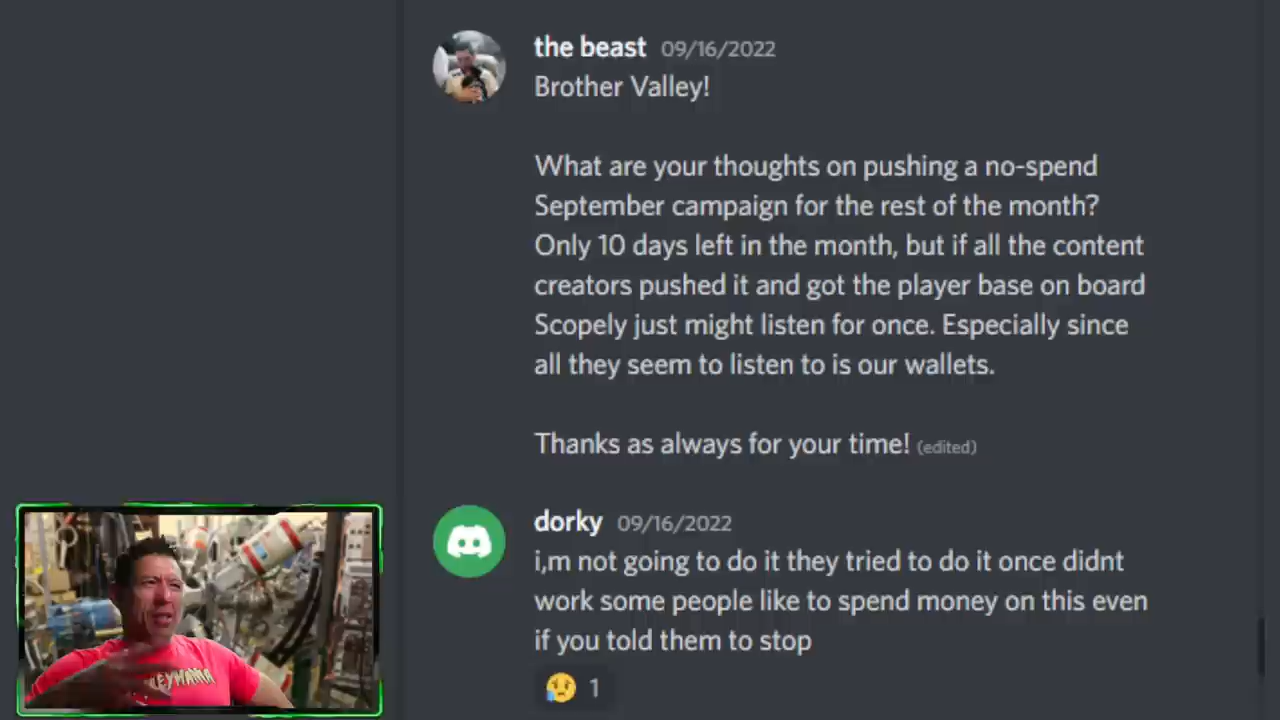 the beast 09/16/2022
Brother Valley!
What are your thoughts on pushing a no-spend
September campaign for the rest of the month?
Only 10 days left in the month, but if all the content
creators pushed it and got the player base on board
Scopely just might listen for once. Especially since
all they seem to listen to is our wallets.
Thanks as always for your time! (edited)
dorky 09/16/2022
i,m not going to do it they tried to do it once didnt
work some people like to spend money on this even
if you told them to stop
1